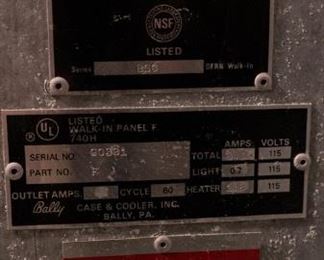 NSF
LISTED
Series
DFRN Walk-In
UL
LISTED
WALK-IN PANEL F
® 740H
AMPS. VOLTS
SERIAL NO. TOTAL 115
PART NO. F LIGHT 0.7 115
OUTLET AMPS. CYCLE 60 HEATER 115
Bally CASE & COOLER, INC.
BALLY, PA.